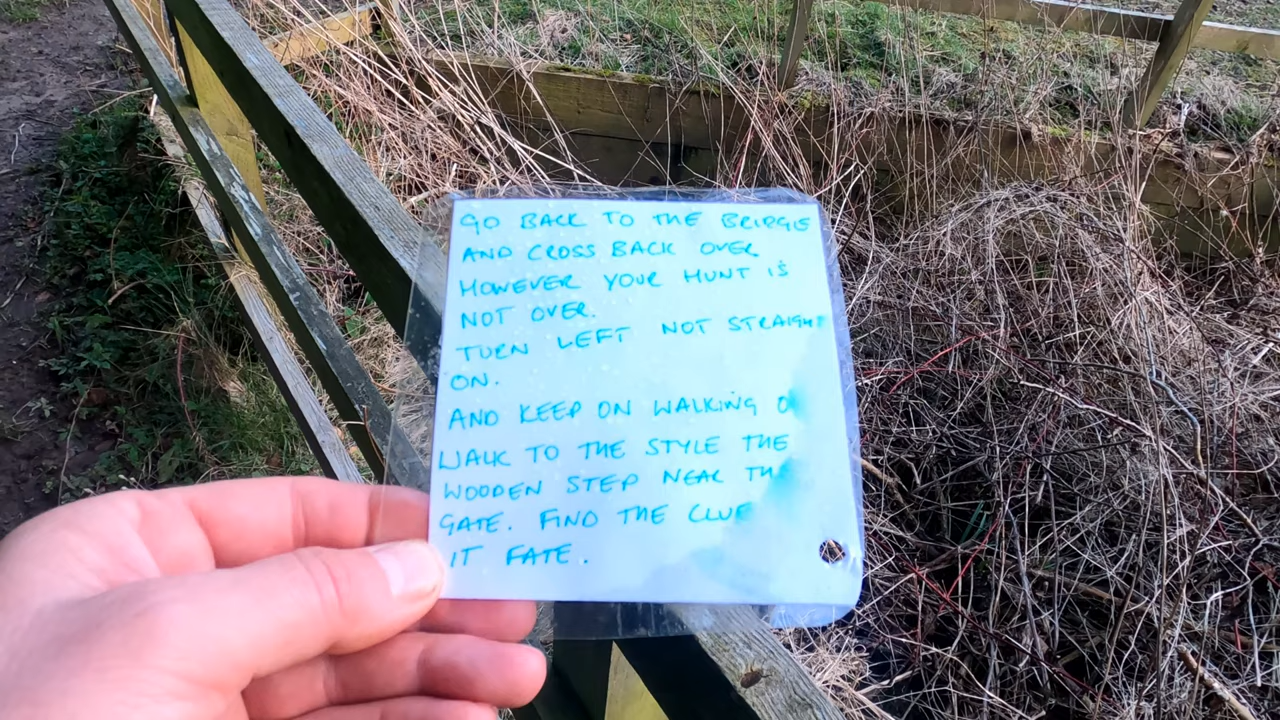 GO BACK TO THE BRIDGE
AND CROSS BACK OVER
HOWEVER YOUR HUNT IS
NOT OVER.
TURN LEFT NOT STRAIGHT
ON.
AND KEEP ON WALKING
WALK TO THE STYLE THE
WOODEN STEP NEAR THE
GATE. FIND THE CLUE
IT FATE.